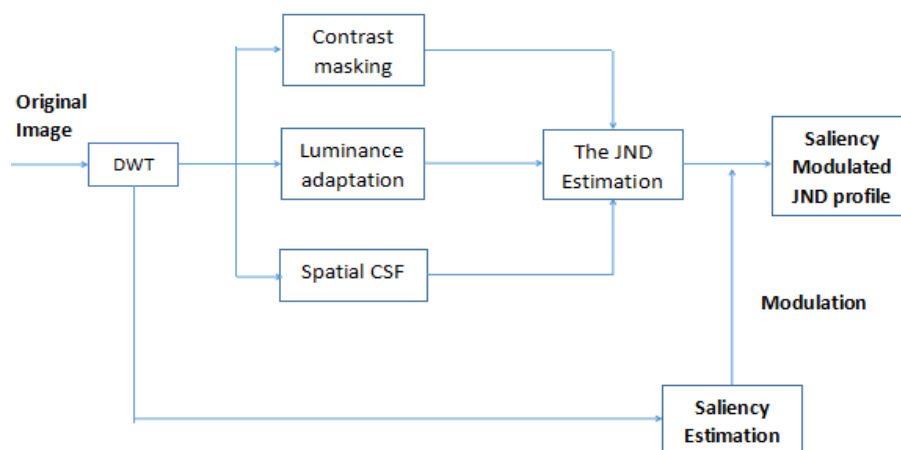 Original
Image
DWT
Contrast
masking
Luminance
adaptation
Spatial CSF
The JND
Estimation
Saliency
Modulated
JND profile
Modulation
Saliency
Estimation